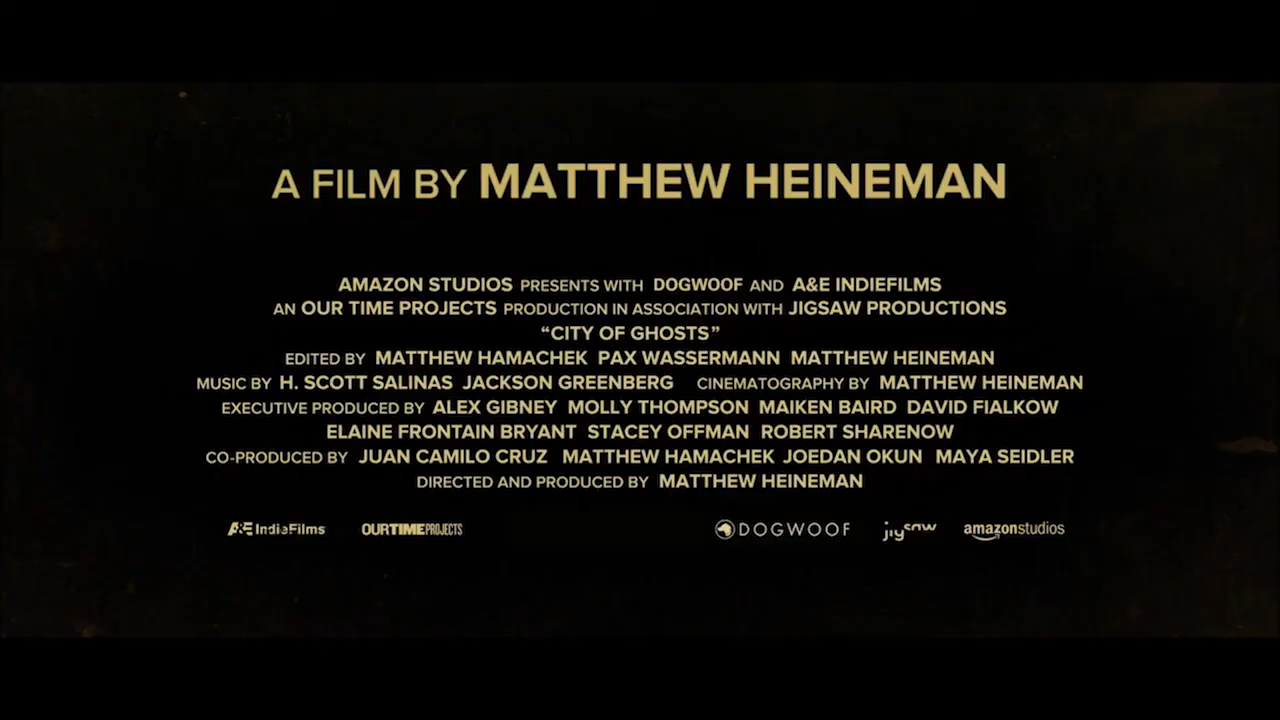 A FILM BY MATTHEW HEINEMAN
AMAZON STUDIOS PRESENTS WITH DOGWOOF AND A&E INDIEFILMS
AN OUR TIME PROJECTS PRODUCTION IN ASSOCIATION WITH JIGSAW PRODUCTIONS
“CITY OF GHOSTS”
EDITED BY MATTHEW HAMACHEK PAX WASSERMANN MATTHEW HEINEMAN
MUSIC BY H. SCOTT SALINAS JACKSON GREENBERG CINEMATOGRAPHY BY MATTHEW HEINEMAN
EXECUTIVE PRODUCED BY ALEX GIBNEY MOLLY THOMPSON MAIKEN BAIRD DAVID FIALKOW
ELAINE FRONTAIN BRYANT STACEY OFFMAN ROBERT SHARENOW
CO-PRODUCED BY JUAN CAMILO CRUZ MATTHEW HAMACHEK JOEDAN OKUN MAYA SEIDLER
DIRECTED AND PRODUCED BY MATTHEW HEINEMAN
A&E IndieFilms OURTIMEPROJECTS DOGWOOF jigsaw amazonstudios